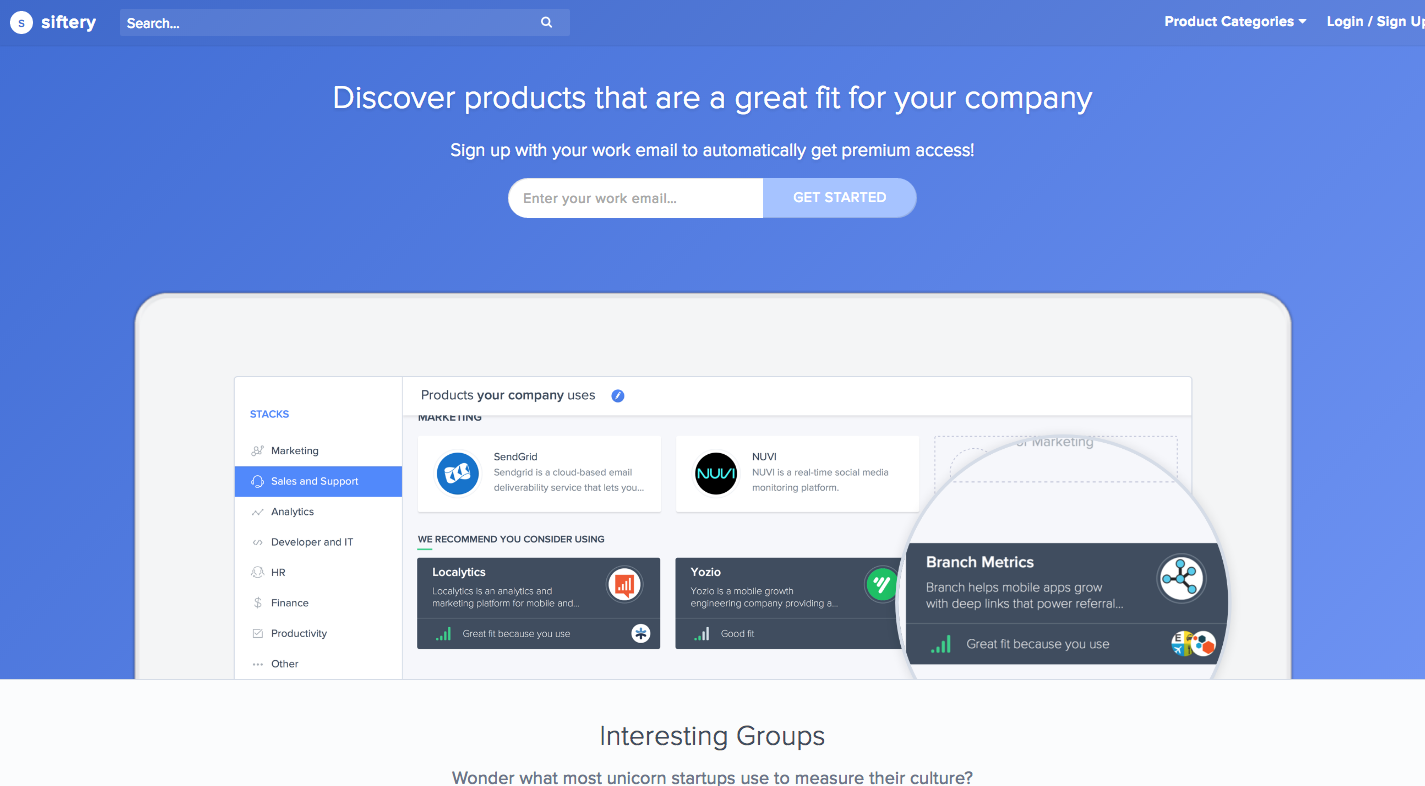 S siftery
Search...
Product Categories
Login / Sign Up
Discover products that are a great fit for your company
Sign up with your work email to automatically get premium access!
Enter your work email...
GET STARTED
STACKS
Marketing
Sales and Support
Analytics
Developer and IT
HR
Finance
Productivity
Other
Products your company uses
MARKETING
SendGrid
Sendgrid is a cloud-based email
deliverability service that lets you...
NUVI
NUVI
NUVI is a real-time social media
monitoring platform.
Marketing
WE RECOMMEND YOU CONSIDER USING
Localytics
Localytics is an analytics and
marketing platform for mobile and...
Great fit because you use
Yozio
Yozio is a mobile growth
engineering company providing a...
Good fit
Branch Metrics
Branch helps mobile apps grow
with deep links that power referral...
Great fit because you use
E
Interesting Groups
Wonder what most unicorn startups use to measure their culture?